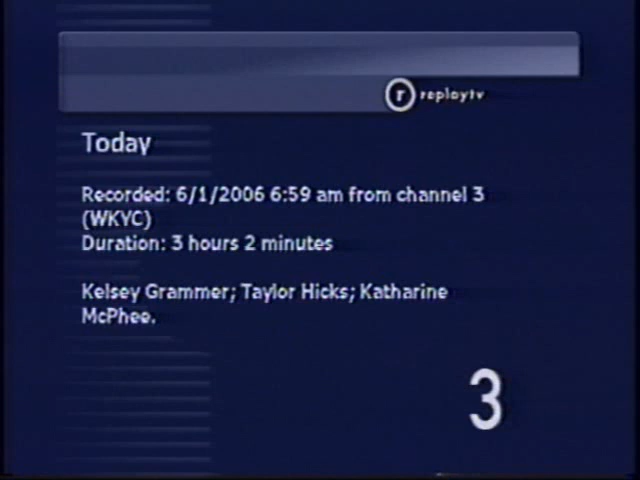 r replaytv
Today
Recorded: 6/1/2006 6:59 am from channel 3
(WKYC)
Duration: 3 hours 2 minutes
Kelsey Grammer; Taylor Hicks; Katharine
McPhee.
3